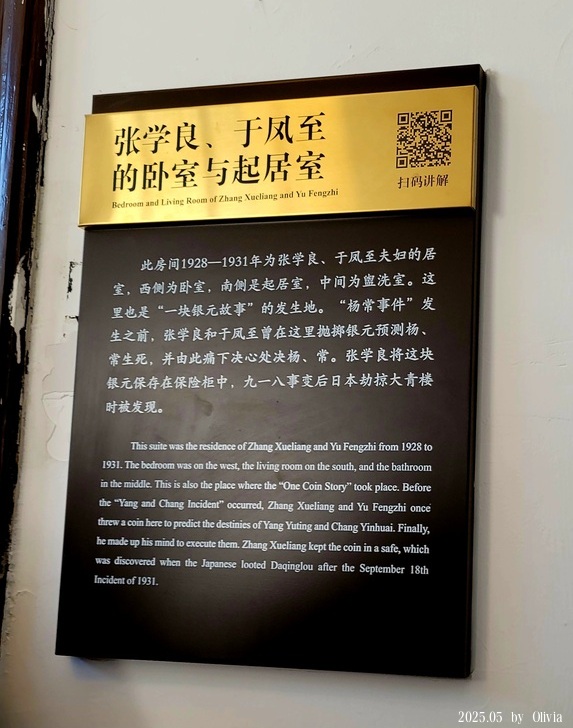 张学良、于凤至
的卧室与起居室
Bedroom and Living Room of Zhang Xueliang and Yu Fengzhi
扫码讲解
此房间1928—1931年为张学良、于凤至夫妇的居
室，西侧为卧室，南侧是起居室，中间为盥洗室。这
里也是“一块银元故事”的发生地。“杨常事件”发
生之前，张学良和于凤至曾在这里抛掷银元预测杨、
常生死，并由此痛下决心处决杨、常。张学良将这块
银元保存在保险柜中，九一八事变后日本劫掠大青楼
时被发现。
This suite was the residence of Zhang Xueliang and Yu Fengzhi from 1928 to
1931. The bedroom was on the west, the living room on the south, and the bathroom
in the middle. This is also the place where the “One Coin Story” took place. Before
the “Yang and Chang Incident” occurred, Zhang Xueliang and Yu Fengzhi once
threw a coin here to predict the destinies of Yang Yuting and Chang Yinhuai. Finally,
he made up his mind to execute them. Zhang Xueliang kept the coin in a safe, which
was discovered when the Japanese looted Daqinglou after the September 18th
Incident of 1931.
2025.05 by Olivia